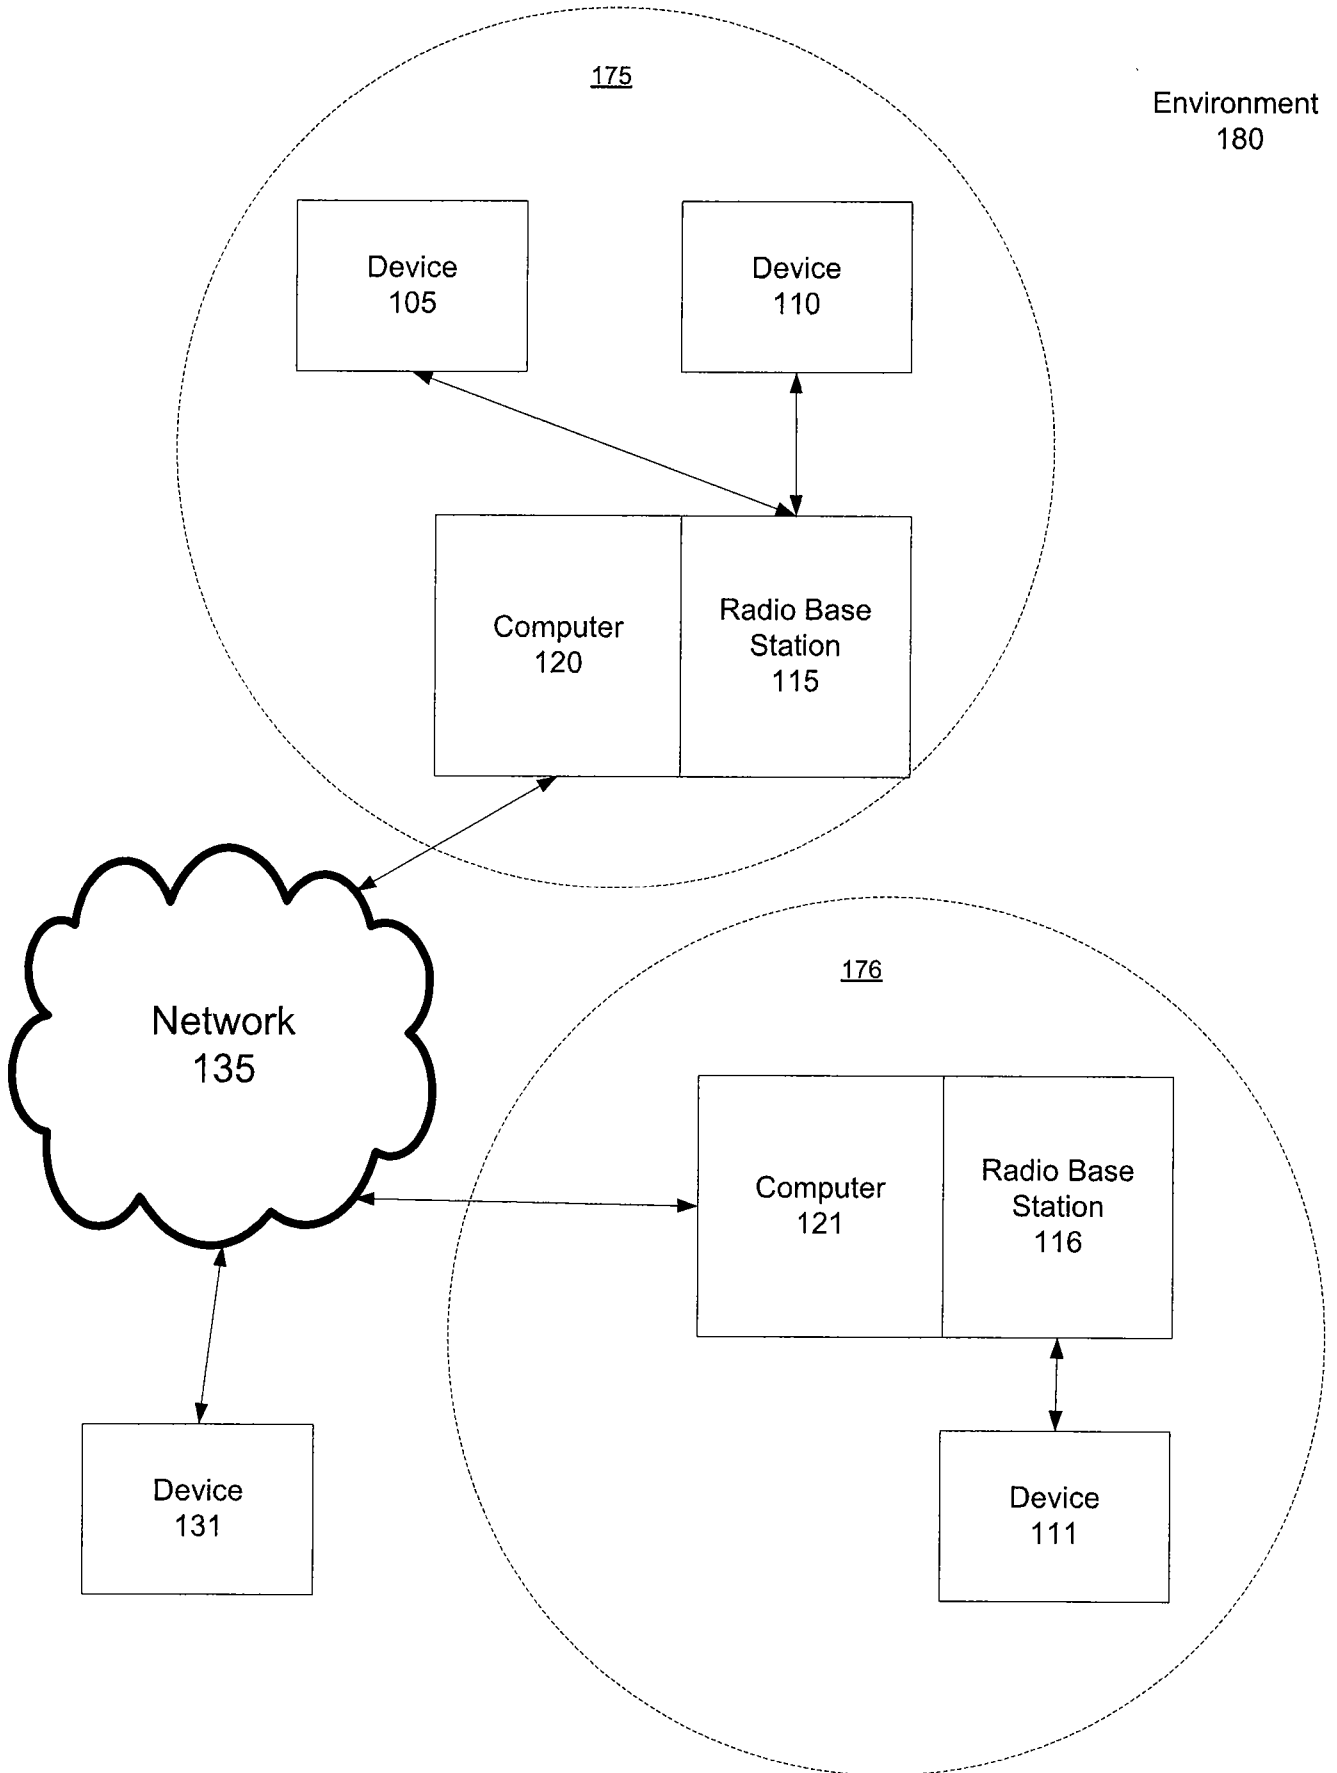 175
Environment
180
Device
105
Device
110
Computer
120
Radio Base
Station
115
Network
135
176
Computer
121
Radio Base
Station
116
Device
131
Device
111